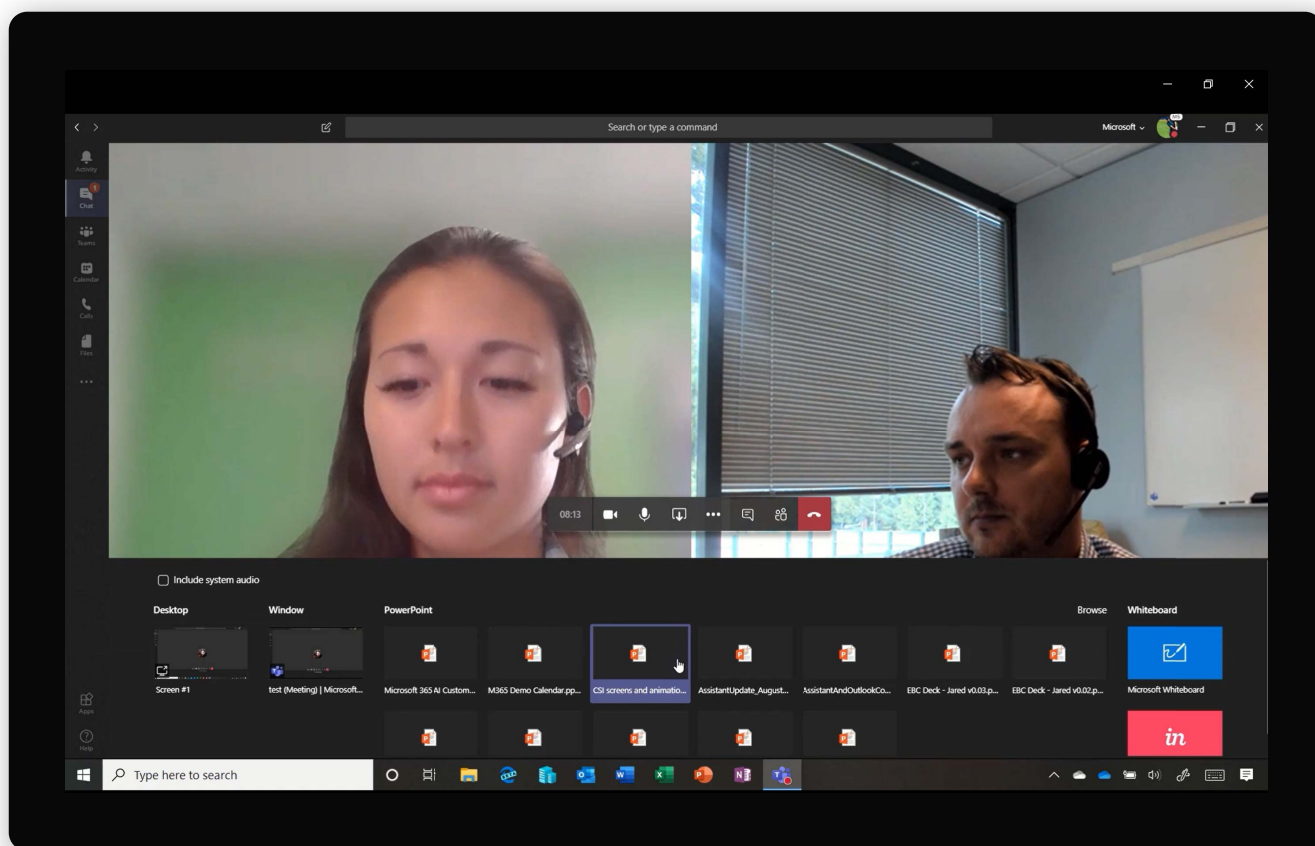 Search or type a command
Microsoft
Activity
1
Chat
Teams
Calendar
Calls
Files
08:13
Include system audio
Desktop
Window
PowerPoint
Browse
Whiteboard
Screen #1
test (Meeting) | Microsoft...
Microsoft 365 AI Custom...
M365 Demo Calendar.pp...
CSI screens and animatio...
AssistantUpdate_August...
AssistantAndOutlookCo...
EBC Deck - Jared v0.03.p...
EBC Deck - Jared v0.02.p...
Microsoft Whiteboard
Apps
Help
in
Type here to search